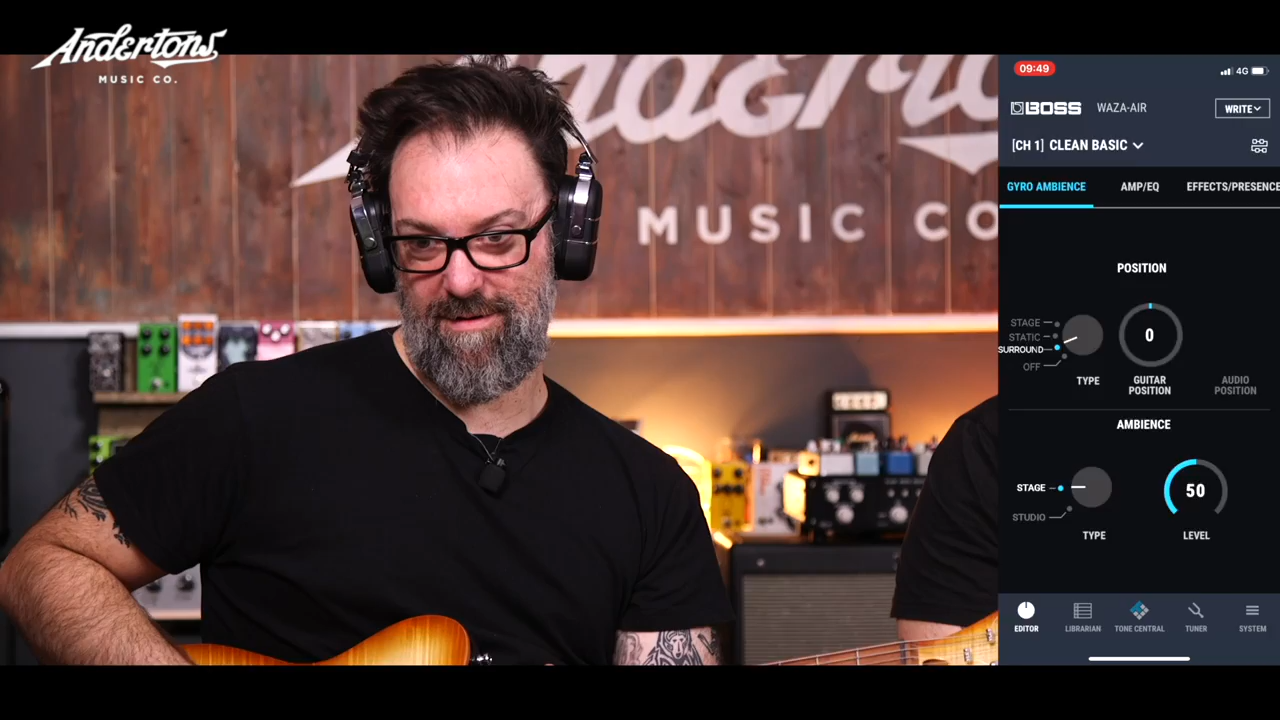 Andertons
MUSIC CO.
Andertons
MUSIC CO
09:49
4G
BOSS
WAZA-AIR
WRITE
[CH 1] CLEAN BASIC
GYRO AMBIENCE
AMP/EQ
EFFECTS/PRESENCE
POSITION
STAGE
STATIC
SURROUND
OFF
0
TYPE
GUITAR
POSITION
AUDIO
POSITION
AMBIENCE
STAGE
STUDIO
50
TYPE
LEVEL
EDITOR
LIBRARIAN
TONE CENTRAL
TUNER
SYSTEM